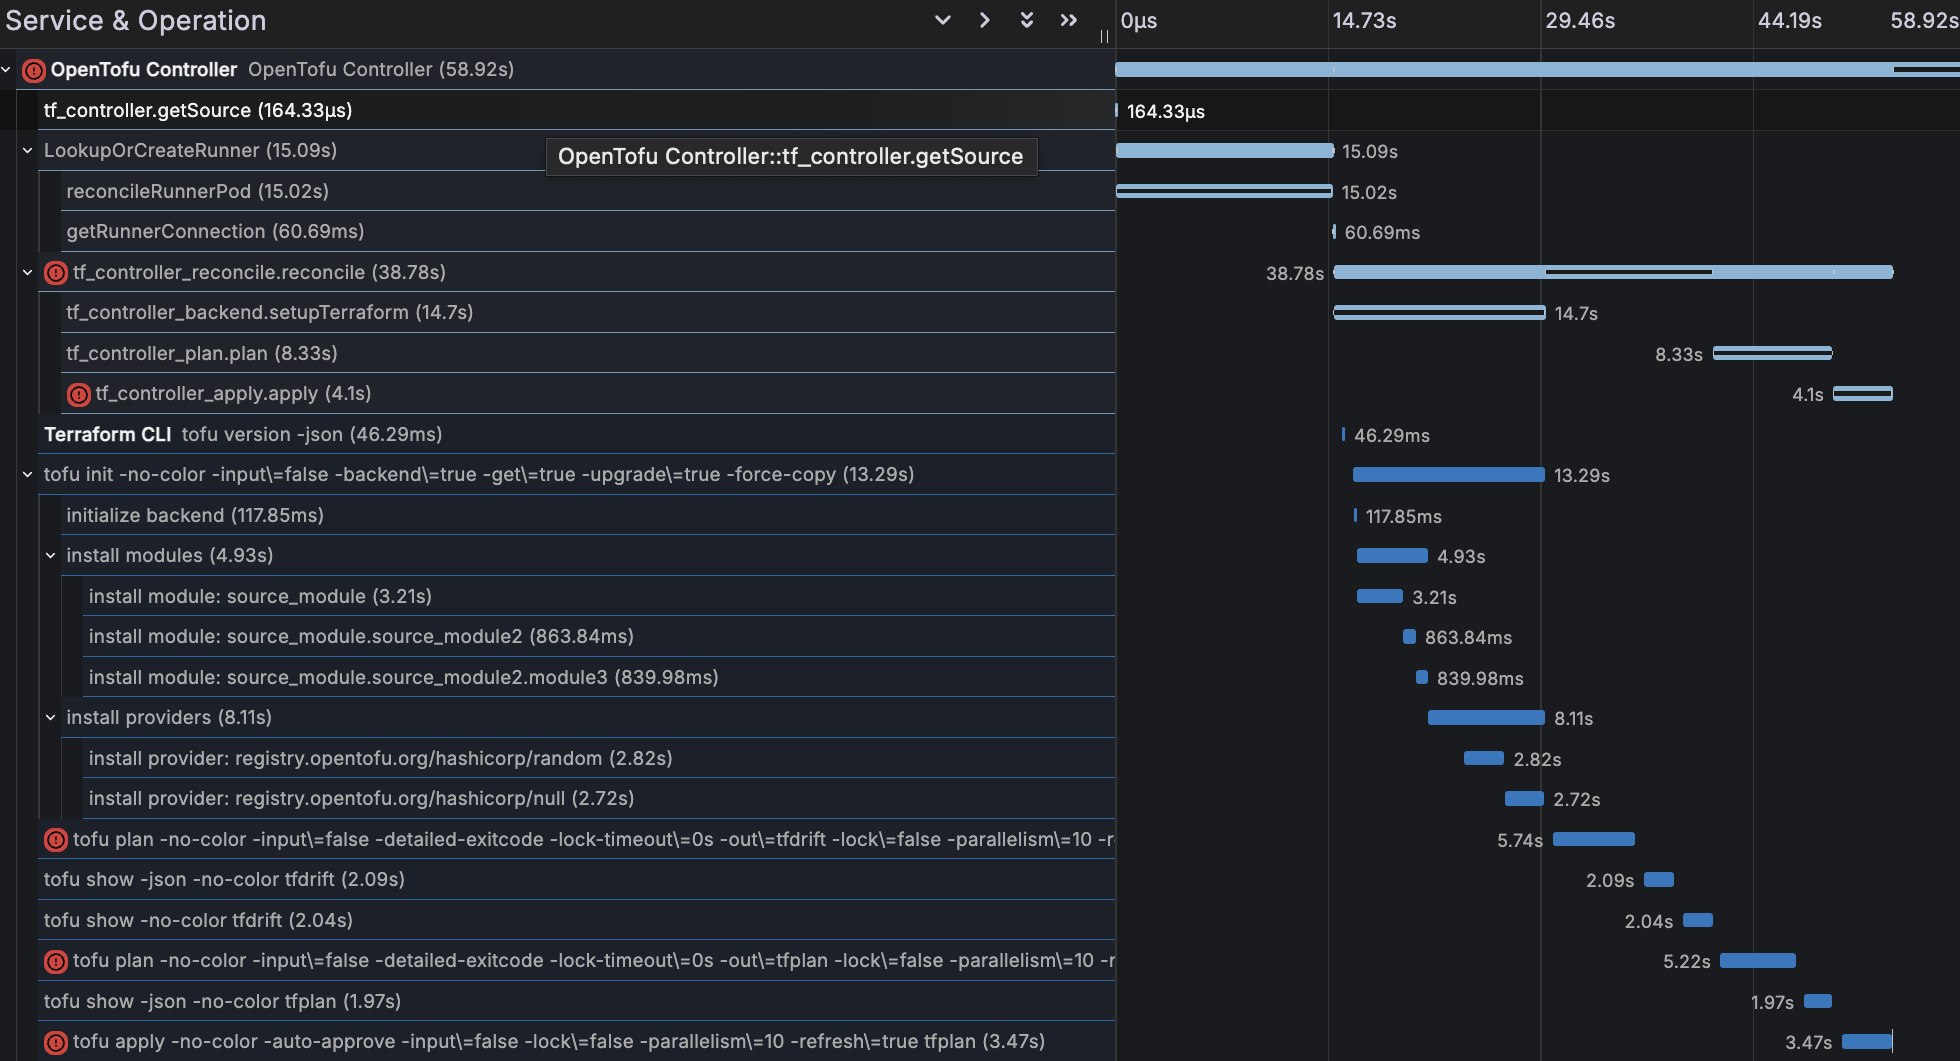 Service & Operation
0μs 14.73s 29.46s 44.19s 58.92s
OpenTofu Controller OpenTofu Controller (58.92s)
tf_controller.getSource (164.33μs) 164.33μs
LookupOrCreateRunner (15.09s) 15.09s
OpenTofu Controller::tf_controller.getSource
reconcileRunnerPod (15.02s) 15.02s
getRunnerConnection (60.69ms) 60.69ms
tf_controller_reconcile.reconcile (38.78s) 38.78s
tf_controller_backend.setupTerraform (14.7s) 14.7s
tf_controller_plan.plan (8.33s) 8.33s
tf_controller_apply.apply (4.1s) 4.1s
Terraform CLI tofu version -json (46.29ms) 46.29ms
tofu init -no-color -input\=false -backend\=true -get\=true -upgrade\=true -force-copy (13.29s) 13.29s
initialize backend (117.85ms) 117.85ms
install modules (4.93s) 4.93s
install module: source_module (3.21s) 3.21s
install module: source_module.source_module2 (863.84ms) 863.84ms
install module: source_module.source_module2.module3 (839.98ms) 839.98ms
install providers (8.11s) 8.11s
install provider: registry.opentofu.org/hashicorp/random (2.82s) 2.82s
install provider: registry.opentofu.org/hashicorp/null (2.72s) 2.72s
tofu plan -no-color -input\=false -detailed-exitcode -lock-timeout\=0s -out\=tfdrift -lock\=false -parallelism\=10 -r 5.74s
tofu show -json -no-color tfdrift (2.09s) 2.09s
tofu show -no-color tfdrift (2.04s) 2.04s
tofu plan -no-color -input\=false -detailed-exitcode -lock-timeout\=0s -out\=tfplan -lock\=false -parallelism\=10 -r 5.22s
tofu show -json -no-color tfplan (1.97s) 1.97s
tofu apply -no-color -auto-approve -input\=false -lock\=false -parallelism\=10 -refresh\=true tfplan (3.47s) 3.47s